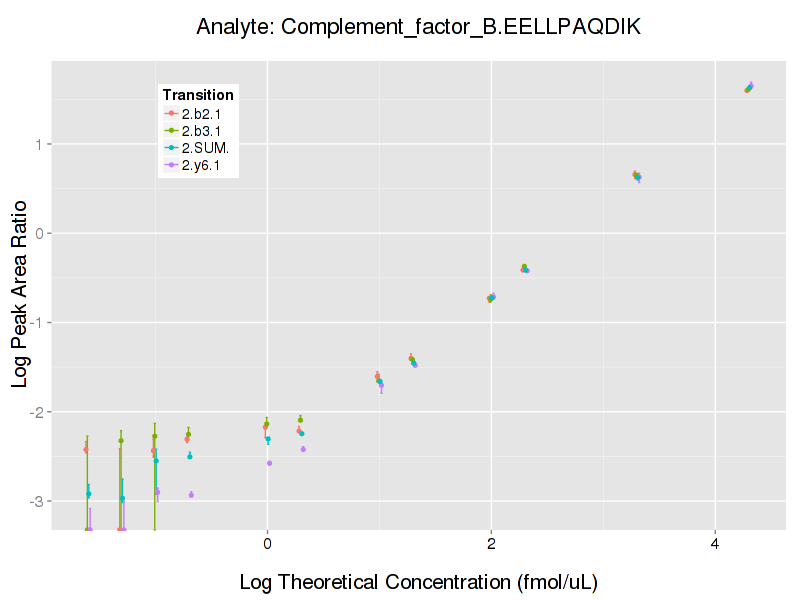 Analyte: Complement_factor_B.EELLPAQDIK
Transition
2.b2.1
2.b3.1
2.SUM.
2.y6.1
Log Peak Area Ratio
1
0
-1
-2
-3
0 2 4
Log Theoretical Concentration (fmol/uL)